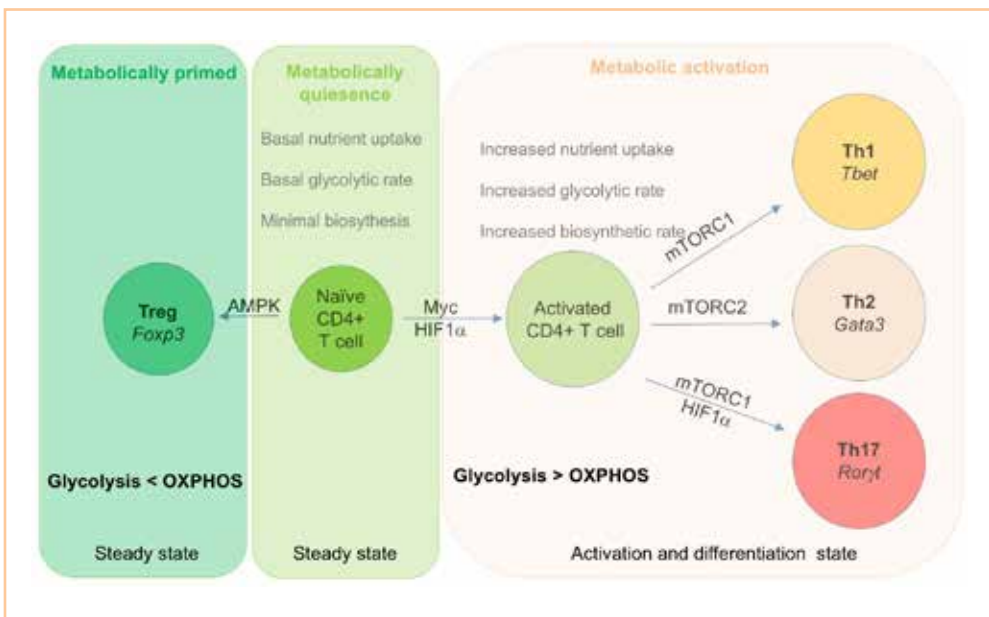 Metabolically primed
Metabolically
quiesence
Metabolic activation
Basal nutrient uptake
Basal glycolytic rate
Minimal biosythesis
Increased nutrient uptake
Increased glycolytic rate
Increased biosynthetic rate
Treg
Foxp3
AMPK
Naïve
CD4+
T cell
Myc
HIF1α
Activated
CD4+ T cell
mTORC1
Th1
Tbet
mTORC2
Th2
Gata3
mTORC1
HIF1α
Th17
Rorγt
Glycolysis < OXPHOS
Glycolysis > OXPHOS
Steady state
Steady state
Activation and differentiation state